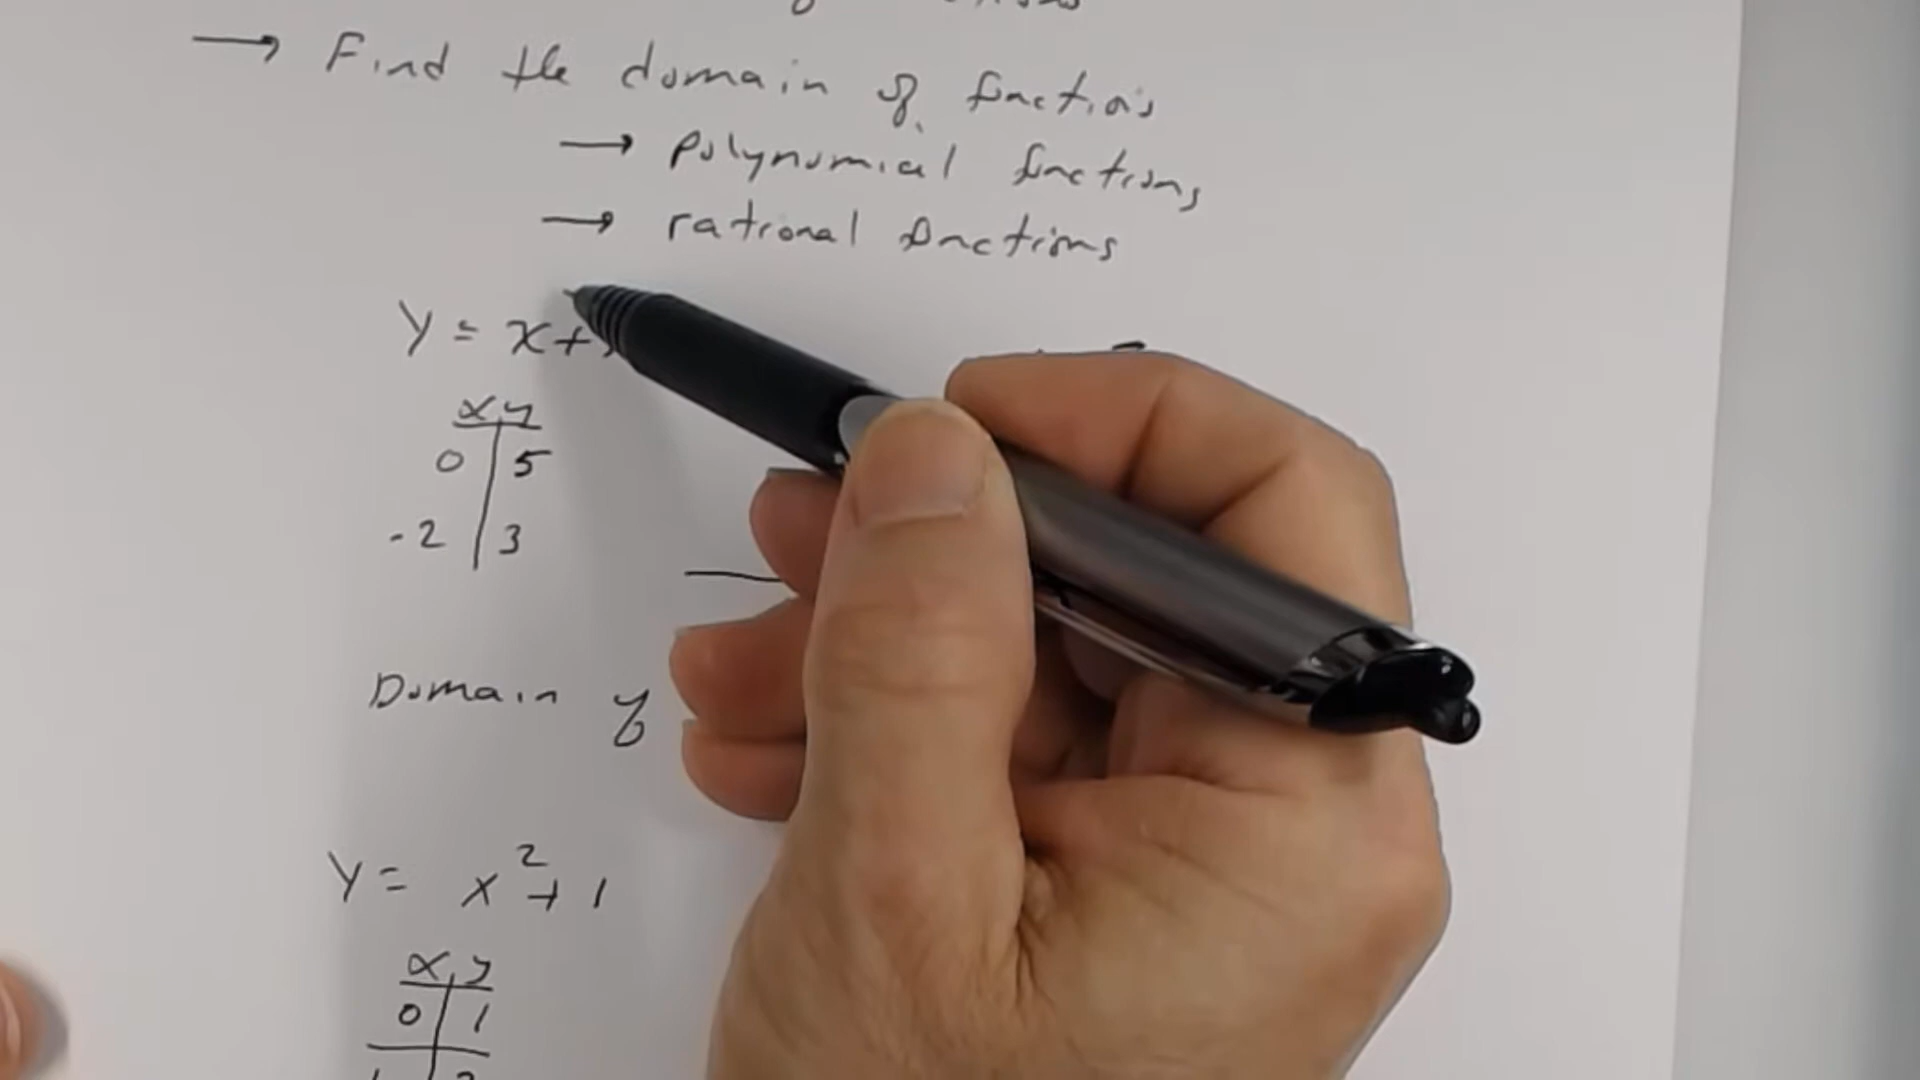 → Find the domain of functions
→ polynomial functions
→ rational functions
y = x+
x y
0 5
-2 3
Domain of
y = x² + 1
x y
0 1